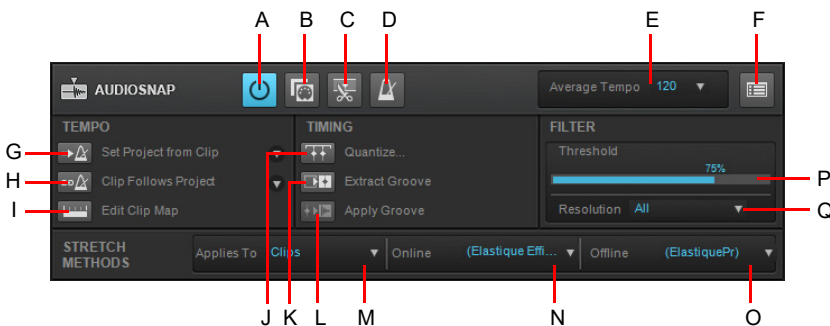 A B C D E F
AUDIOSNAP Average Tempo 120
TEMPO TIMING FILTER
G Set Project from Clip Quantize... Threshold
75%
H Clip Follows Project Extract Groove P
I Edit Clip Map Apply Groove Resolution All Q
STRETCH METHODS Applies To Clips Online (Elastique Effi... Offline (ElastiquePr)
J K L M N O